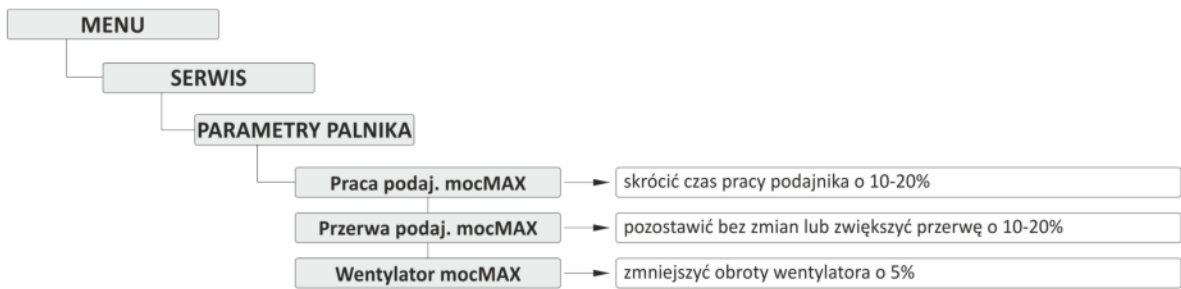 MENU
SERWIS
PARAMETRY PALNIKA
Praca podaj. mocMAX
skrócić czas pracy podajnika o 10-20%
Przerwa podaj. mocMAX
pozostawić bez zmian lub zwiększyć przerwę o 10-20%
Wentylator mocMAX
zmniejszyć obroty wentylatora o 5%